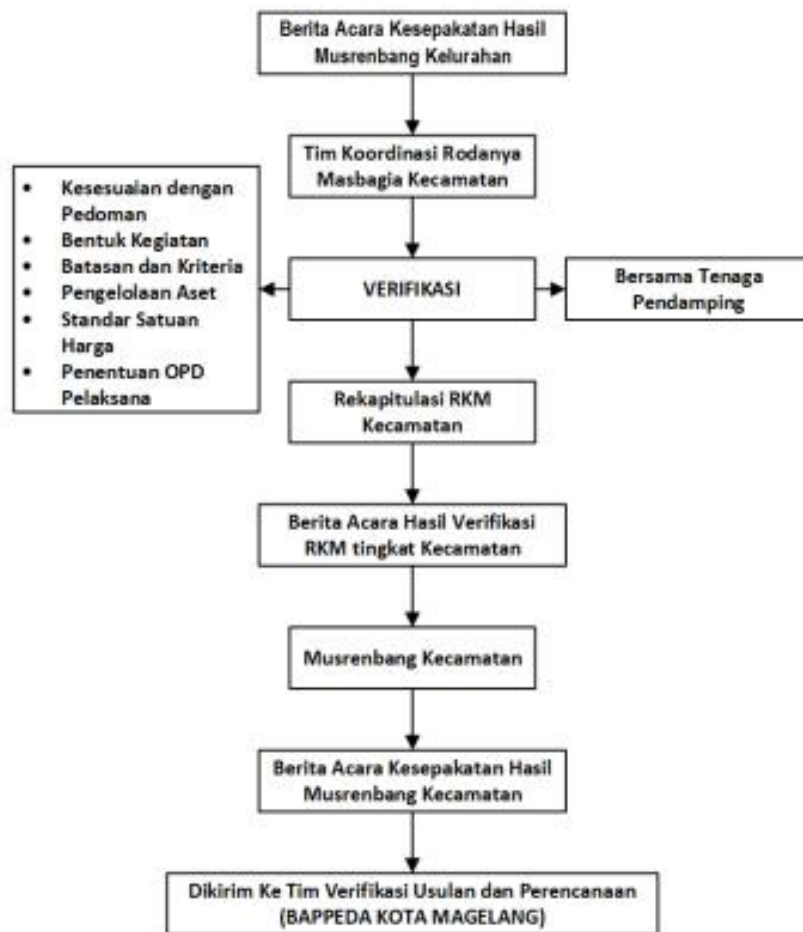 Berita Acara Kesepakatan Hasil
Musrenbang Kelurahan
Tim Koordinasi Rodanya
Masbagia Kecamatan
• Kesesuaian dengan
Pedoman
• Bentuk Kegiatan
• Batasan dan Kriteria
• Pengelolaan Aset
• Standar Satuan
Harga
• Penentuan OPD
Pelaksana
VERIFIKASI
Bersama Tenaga
Pendamping
Rekapitulasi RKM
Kecamatan
Berita Acara Hasil Verifikasi
RKM tingkat Kecamatan
Musrenbang Kecamatan
Berita Acara Kesepakatan Hasil
Musrenbang Kecamatan
Dikirim Ke Tim Verifikasi Usulan dan Perencanaan
(BAPPEDA KOTA MAGELANG)